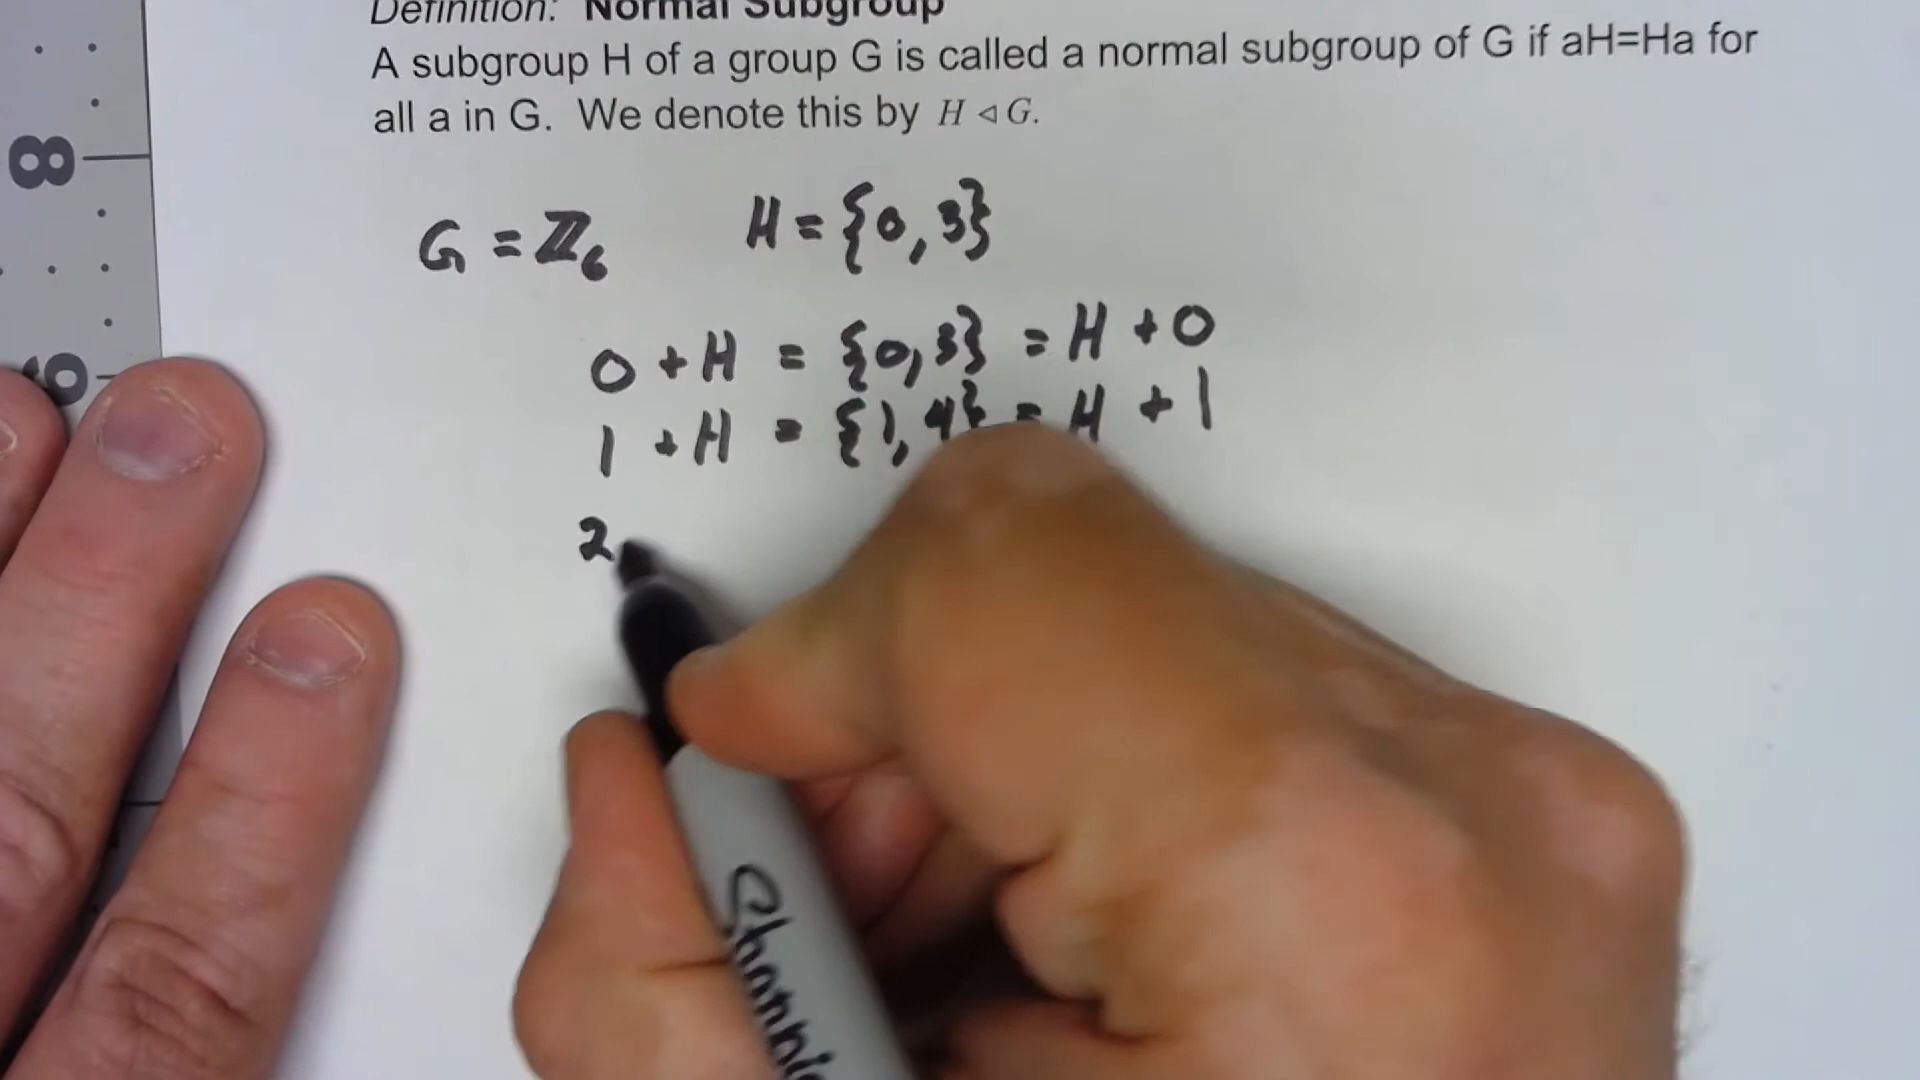 Definition: Normal Subgroup
A subgroup H of a group G is called a normal subgroup of G if aH=Ha for
all a in G. We denote this by H ◁ G.
8
G = ℤ₆ H = {0, 3}
0 + H = {0, 3} = H + 0
1 + H = {1, 4} = H + 1
2